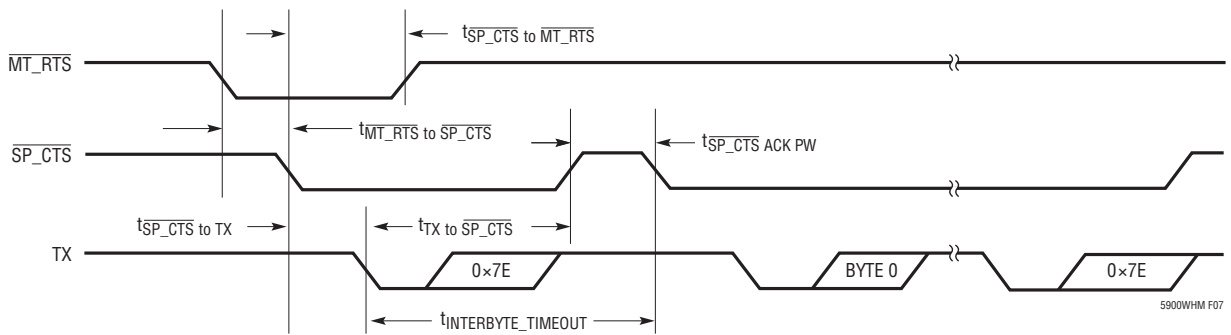 tSP_CTS to MT_RTS
MT_RTS
tMT_RTS to SP_CTS
tSP_CTS ACK PW
SP_CTS
tSP_CTS to TX
tTX to SP_CTS
TX
0×7E
BYTE 0
0×7E
5900WHM F07
tINTERBYTE_TIMEOUT